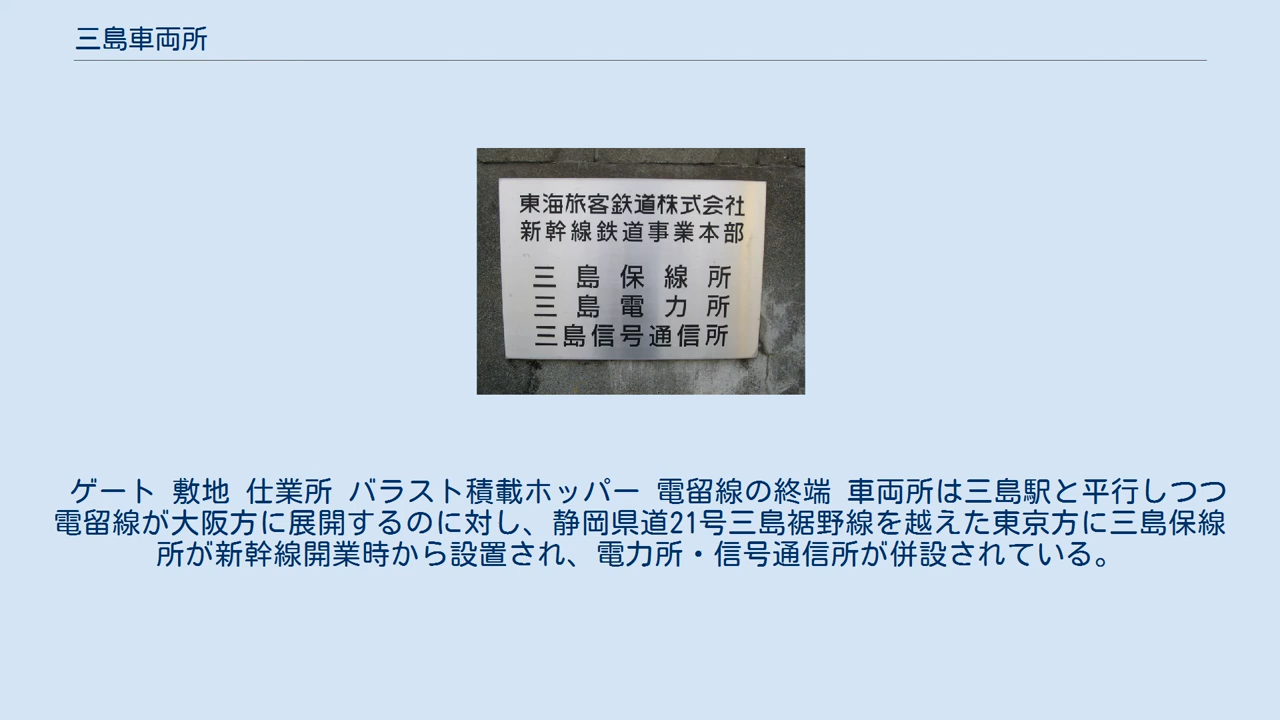 三島車両所
東海旅客鉄道株式会社
新幹線鉄道事業本部
三島保線所
三島電力所
三島信号通信所
ゲート 敷地 仕業所 バラスト積載ホッパー 電留線の終端 車両所は三島駅と平行しつつ
電留線が大阪方に展開するのに対し、静岡県道21号三島裾野線を越えた東京方に三島保線
所が新幹線開業時から設置され、電力所・信号通信所が併設されている。